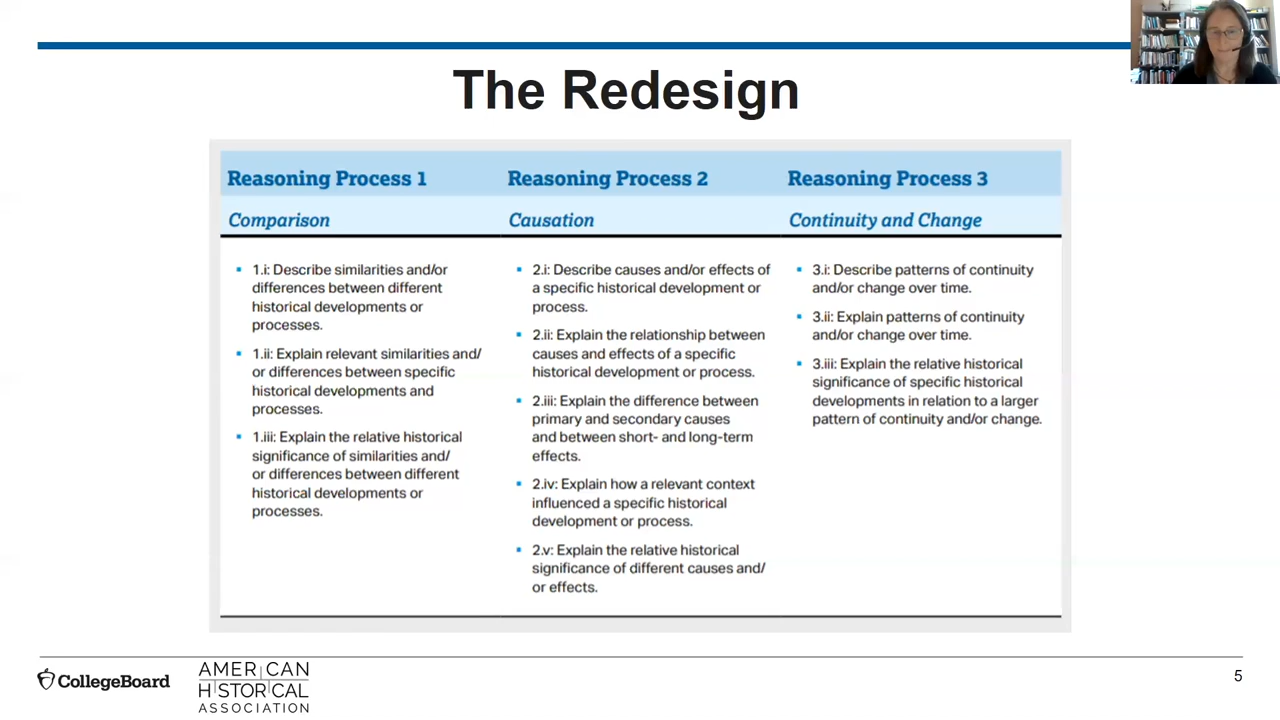 The Redesign
Reasoning Process 1
Comparison
▪ 1.i: Describe similarities and/or
differences between different
historical developments or
processes.
▪ 1.ii: Explain relevant similarities and/
or differences between specific
historical developments and
processes.
▪ 1.iii: Explain the relative historical
significance of similarities and/
or differences between different
historical developments or
processes.
Reasoning Process 2
Causation
▪ 2.i: Describe causes and/or effects of
a specific historical development or
process.
▪ 2.ii: Explain the relationship between
causes and effects of a specific
historical development or process.
▪ 2.iii: Explain the difference between
primary and secondary causes
and between short- and long-term
effects.
▪ 2.iv: Explain how a relevant context
influenced a specific historical
development or process.
▪ 2.v: Explain the relative historical
significance of different causes and/
or effects.
Reasoning Process 3
Continuity and Change
▪ 3.i: Describe patterns of continuity
and/or change over time.
▪ 3.ii: Explain patterns of continuity
and/or change over time.
▪ 3.iii: Explain the relative historical
significance of specific historical
developments in relation to a larger
pattern of continuity and/or change.
CollegeBoard
AMERICAN
HISTORICAL
ASSOCIATION
5